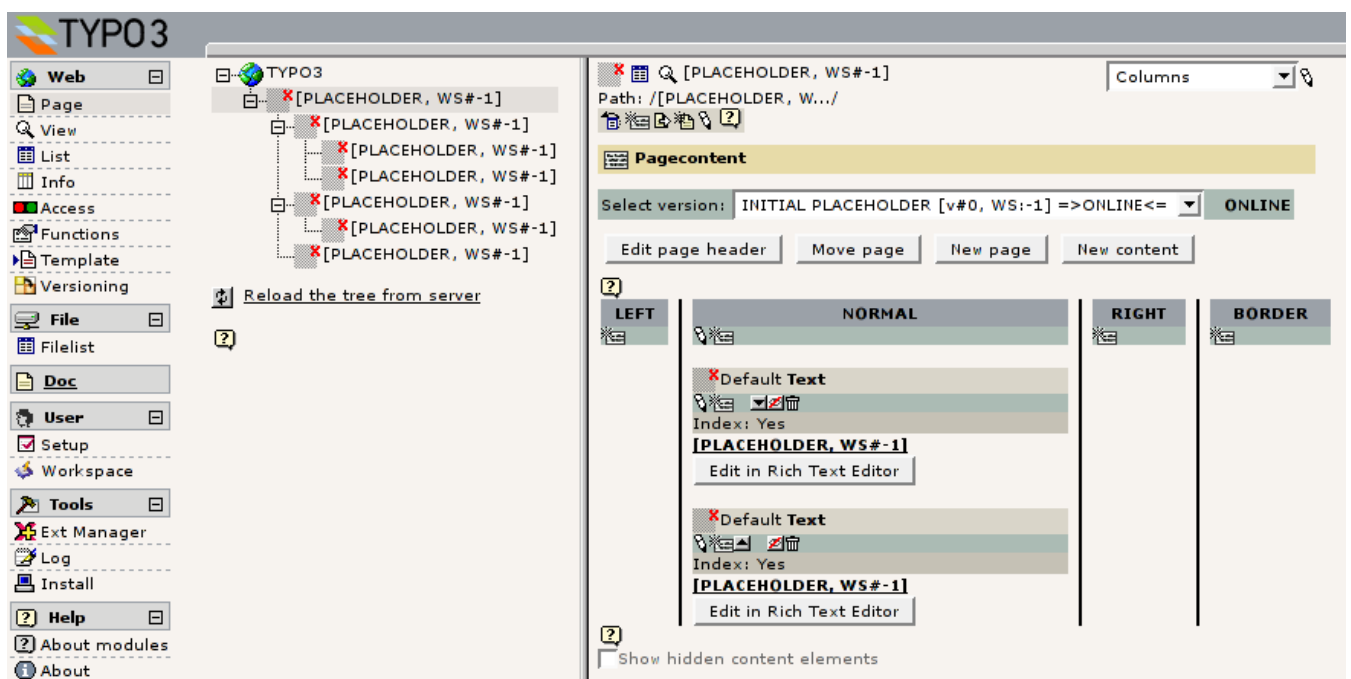 TYPO3
Web
Page
View
List
Info
Access
Functions
Template
Versioning
File
Filelist
Doc
User
Setup
Workspace
Tools
Ext Manager
Log
Install
Help
About modules
About
TYPO3
[PLACEHOLDER, WS#-1]
[PLACEHOLDER, WS#-1]
[PLACEHOLDER, WS#-1]
[PLACEHOLDER, WS#-1]
[PLACEHOLDER, WS#-1]
[PLACEHOLDER, WS#-1]
[PLACEHOLDER, WS#-1]
Reload the tree from server
[PLACEHOLDER, WS#-1] Columns
Path: /[PLACEHOLDER, W.../
Pagecontent
Select version: INITIAL PLACEHOLDER [v#0, WS:-1] =>ONLINE<= ONLINE
Edit page header Move page New page New content
LEFT NORMAL RIGHT BORDER
Default Text
Index: Yes
[PLACEHOLDER, WS#-1]
Edit in Rich Text Editor
Default Text
Index: Yes
[PLACEHOLDER, WS#-1]
Edit in Rich Text Editor
Show hidden content elements